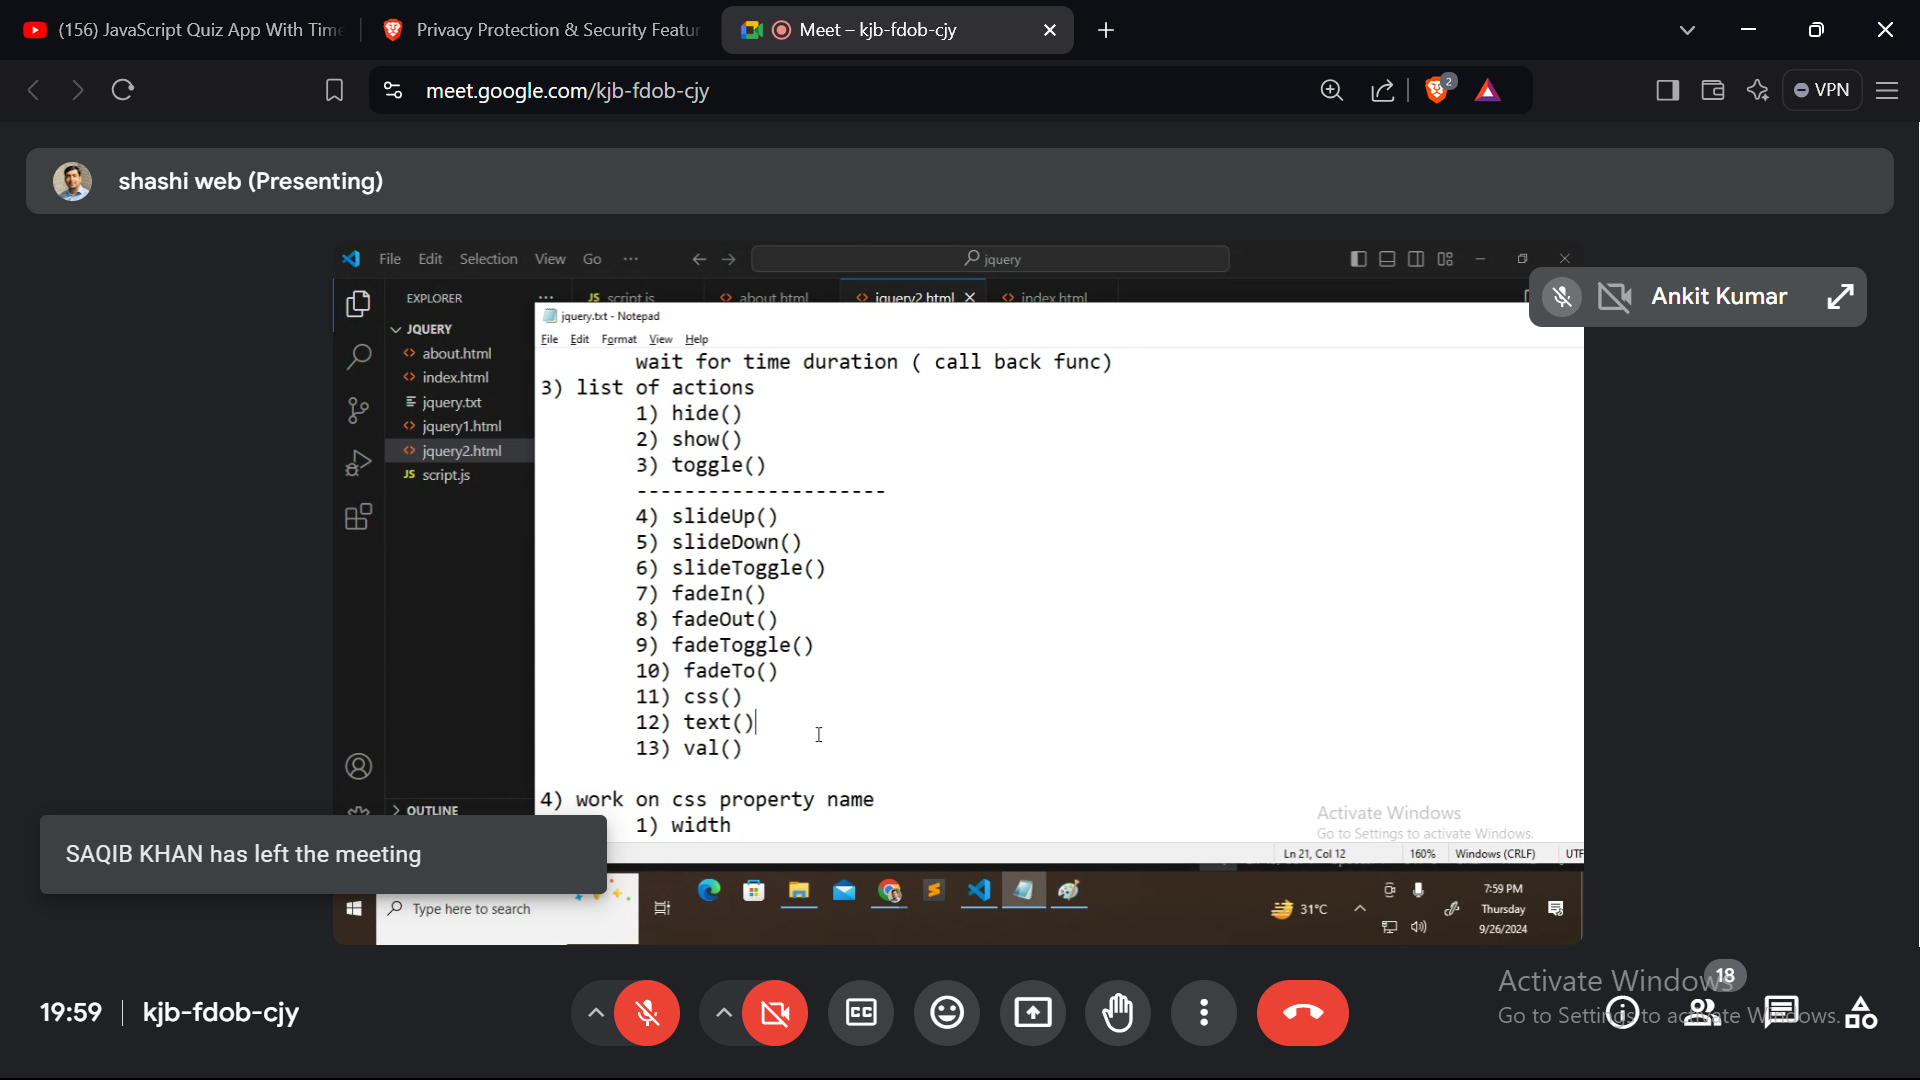 (156) JavaScript Quiz App With Time
Privacy Protection & Security Featur
Meet – kjb-fdob-cjy
meet.google.com/kjb-fdob-cjy
2
VPN
shashi web (Presenting)
File Edit Selection View Go ···
jquery
EXPLORER
JS script.js
<> about.html
<> jquery2.html
<> index.html
Ankit Kumar
JQUERY
<> about.html
<> index.html
jquery.txt
<> jquery1.html
<> jquery2.html
JS script.js
OUTLINE
jquery.txt - Notepad
File Edit Format View Help
wait for time duration ( call back func)
3) list of actions
1) hide()
2) show()
3) toggle()
---------------------
4) slideUp()
5) slideDown()
6) slideToggle()
7) fadeIn()
8) fadeOut()
9) fadeToggle()
10) fadeTo()
11) css()
12) text()
13) val()
4) work on css property name
1) width
Activate Windows
Go to Settings to activate Windows.
Ln 21, Col 12
160%
Windows (CRLF)
UTF
SAQIB KHAN has left the meeting
Type here to search
31°C
7:59 PM
Thursday
9/26/2024
19:59
kjb-fdob-cjy
CC
18
Activate Windows
Go to Settings to activate Windows.